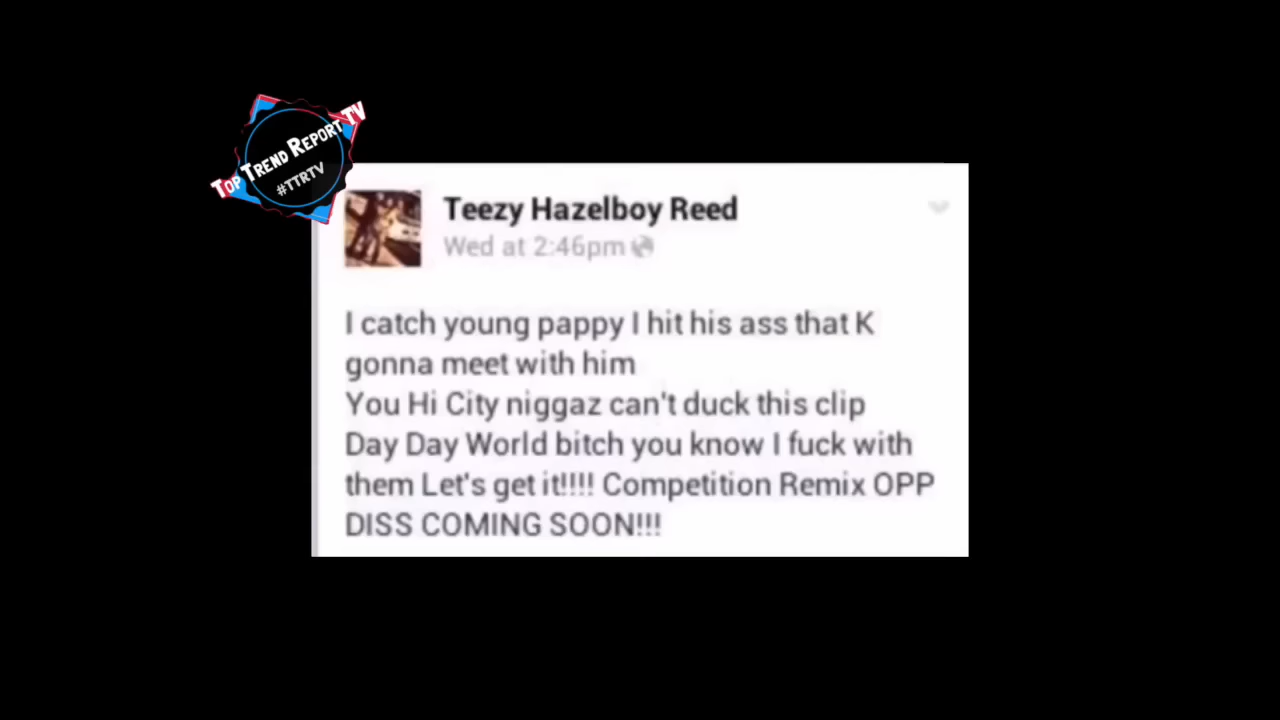 Top Trend Report TV
#TTRTV
Teezy Hazelboy Reed
Wed at 2:46pm
I catch young pappy I hit his ass that K
gonna meet with him
You Hi City niggaz can't duck this clip
Day Day World bitch you know I fuck with
them Let's get it!!!! Competition Remix OPP
DISS COMING SOON!!!